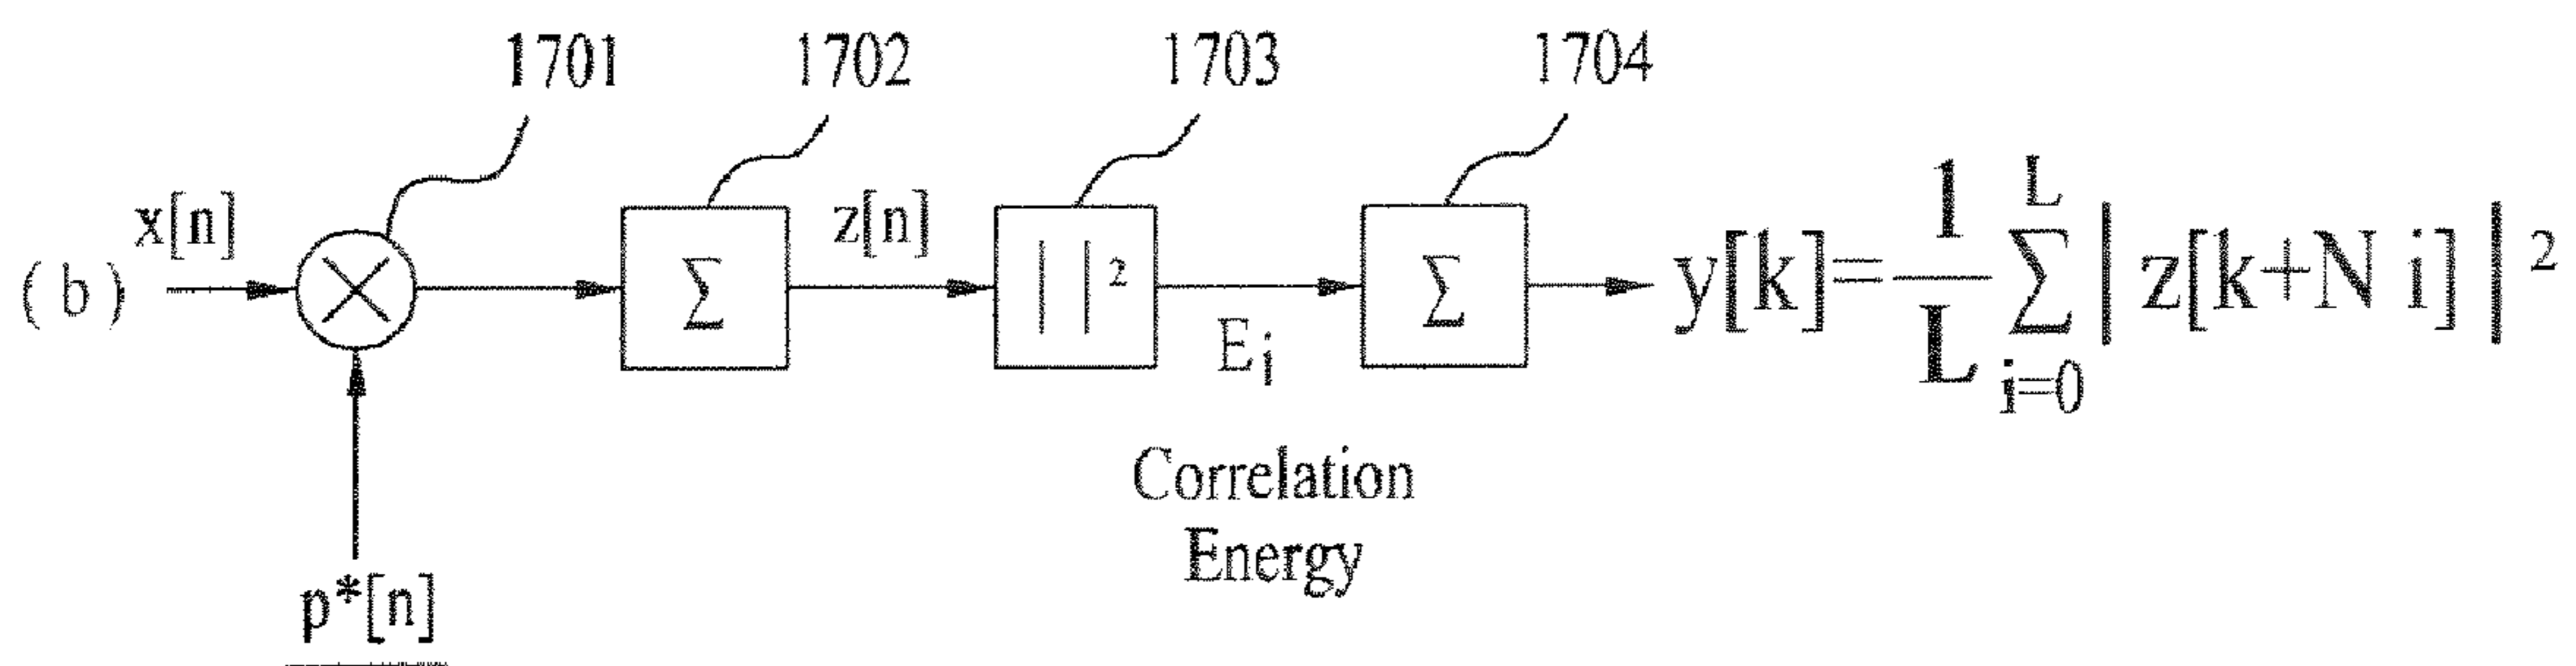 1701
1702
1703
1704
(b)
x[n]
Σ
z[n]
| |²
E_i
Σ
y[k]=1/L Σ_{i=0}^{L} | z[k+N i] | ²
Correlation
Energy
p*[n]